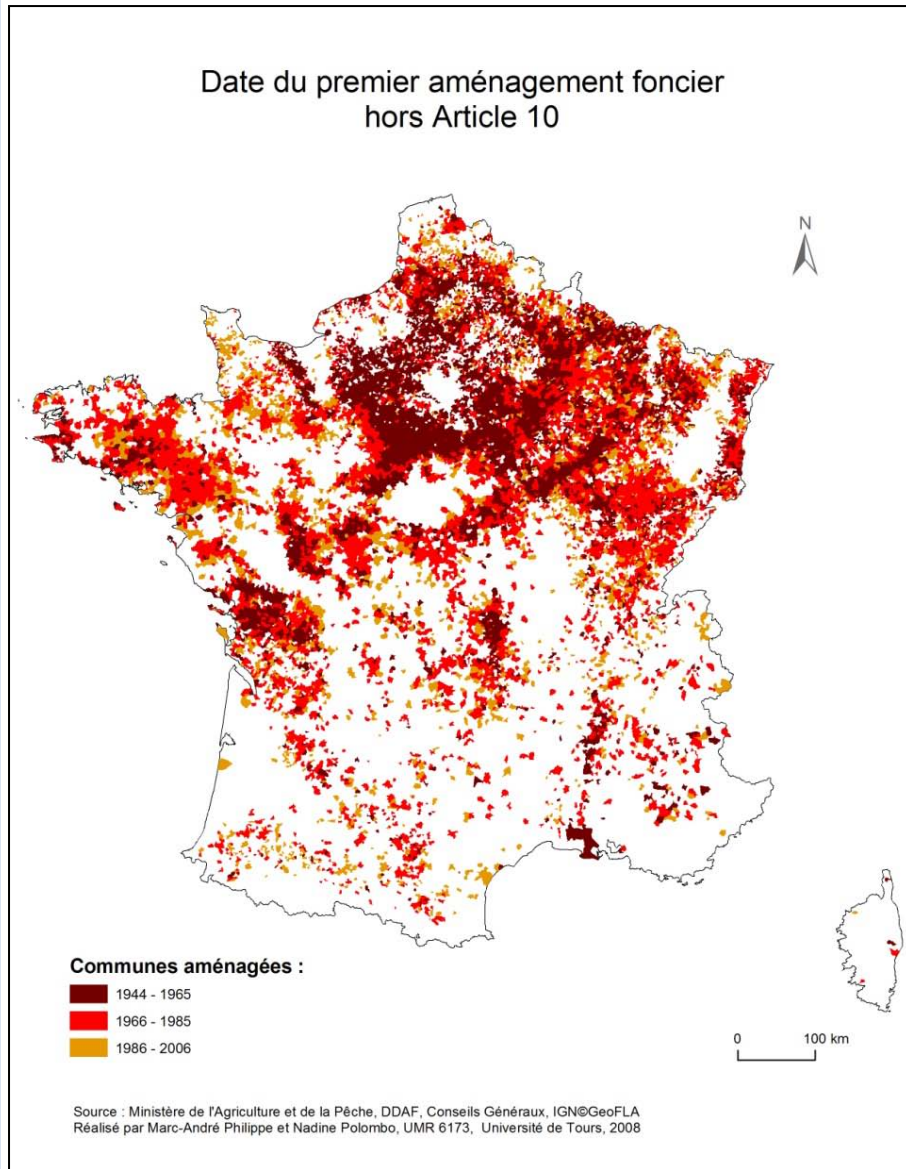 Date du premier aménagement foncier
hors Article 10
N
Communes aménagées :
1944 - 1965
1966 - 1985
1986 - 2006
0 100 km
Source : Ministère de l'Agriculture et de la Pêche, DDAF, Conseils Généraux, IGN©GeoFLA
Réalisé par Marc-André Philippe et Nadine Polombo, UMR 6173, Université de Tours, 2008